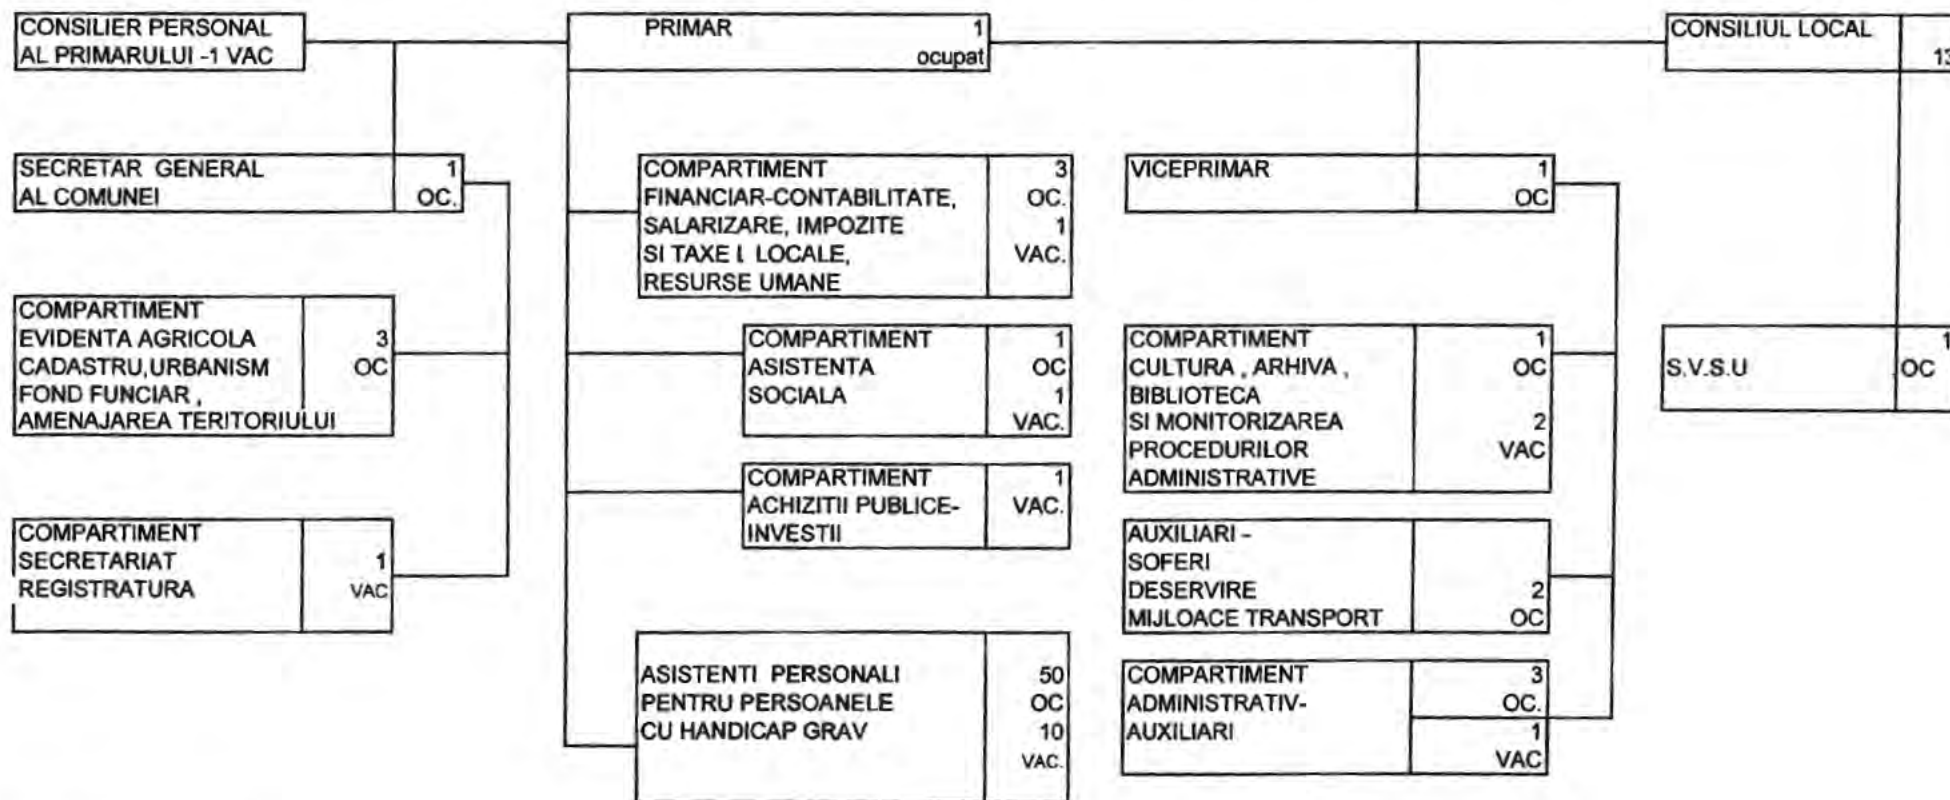 CONSILIER PERSONAL
AL PRIMARULUI -1 VAC
PRIMAR 1
ocupat
CONSILIUL LOCAL
13
SECRETAR GENERAL 1
AL COMUNEI OC.
COMPARTIMENT
EVIDENTA AGRICOLA 3
CADASTRU,URBANISM OC
FOND FUNCIAR ,
AMENAJAREA TERITORIULUI
COMPARTIMENT
SECRETARIAT 1
REGISTRATURA VAC
COMPARTIMENT 3
FINANCIAR-CONTABILITATE, OC.
SALARIZARE, IMPOZITE 1
SI TAXE l LOCALE, VAC.
RESURSE UMANE
COMPARTIMENT 1
ASISTENTA OC
SOCIALA 1
VAC.
COMPARTIMENT 1
ACHIZITII PUBLICE- VAC.
INVESTII
ASISTENTI PERSONALI 50
PENTRU PERSOANELE OC
CU HANDICAP GRAV 10
VAC.
VICEPRIMAR 1
OC
COMPARTIMENT 1
CULTURA , ARHIVA , OC
BIBLIOTECA
SI MONITORIZAREA 2
PROCEDURILOR VAC
ADMINISTRATIVE
AUXILIARI -
SOFERI
DESERVIRE 2
MIJLOACE TRANSPORT OC
COMPARTIMENT 3
ADMINISTRATIV- OC.
AUXILIARI 1
VAC
1
S.V.S.U OC